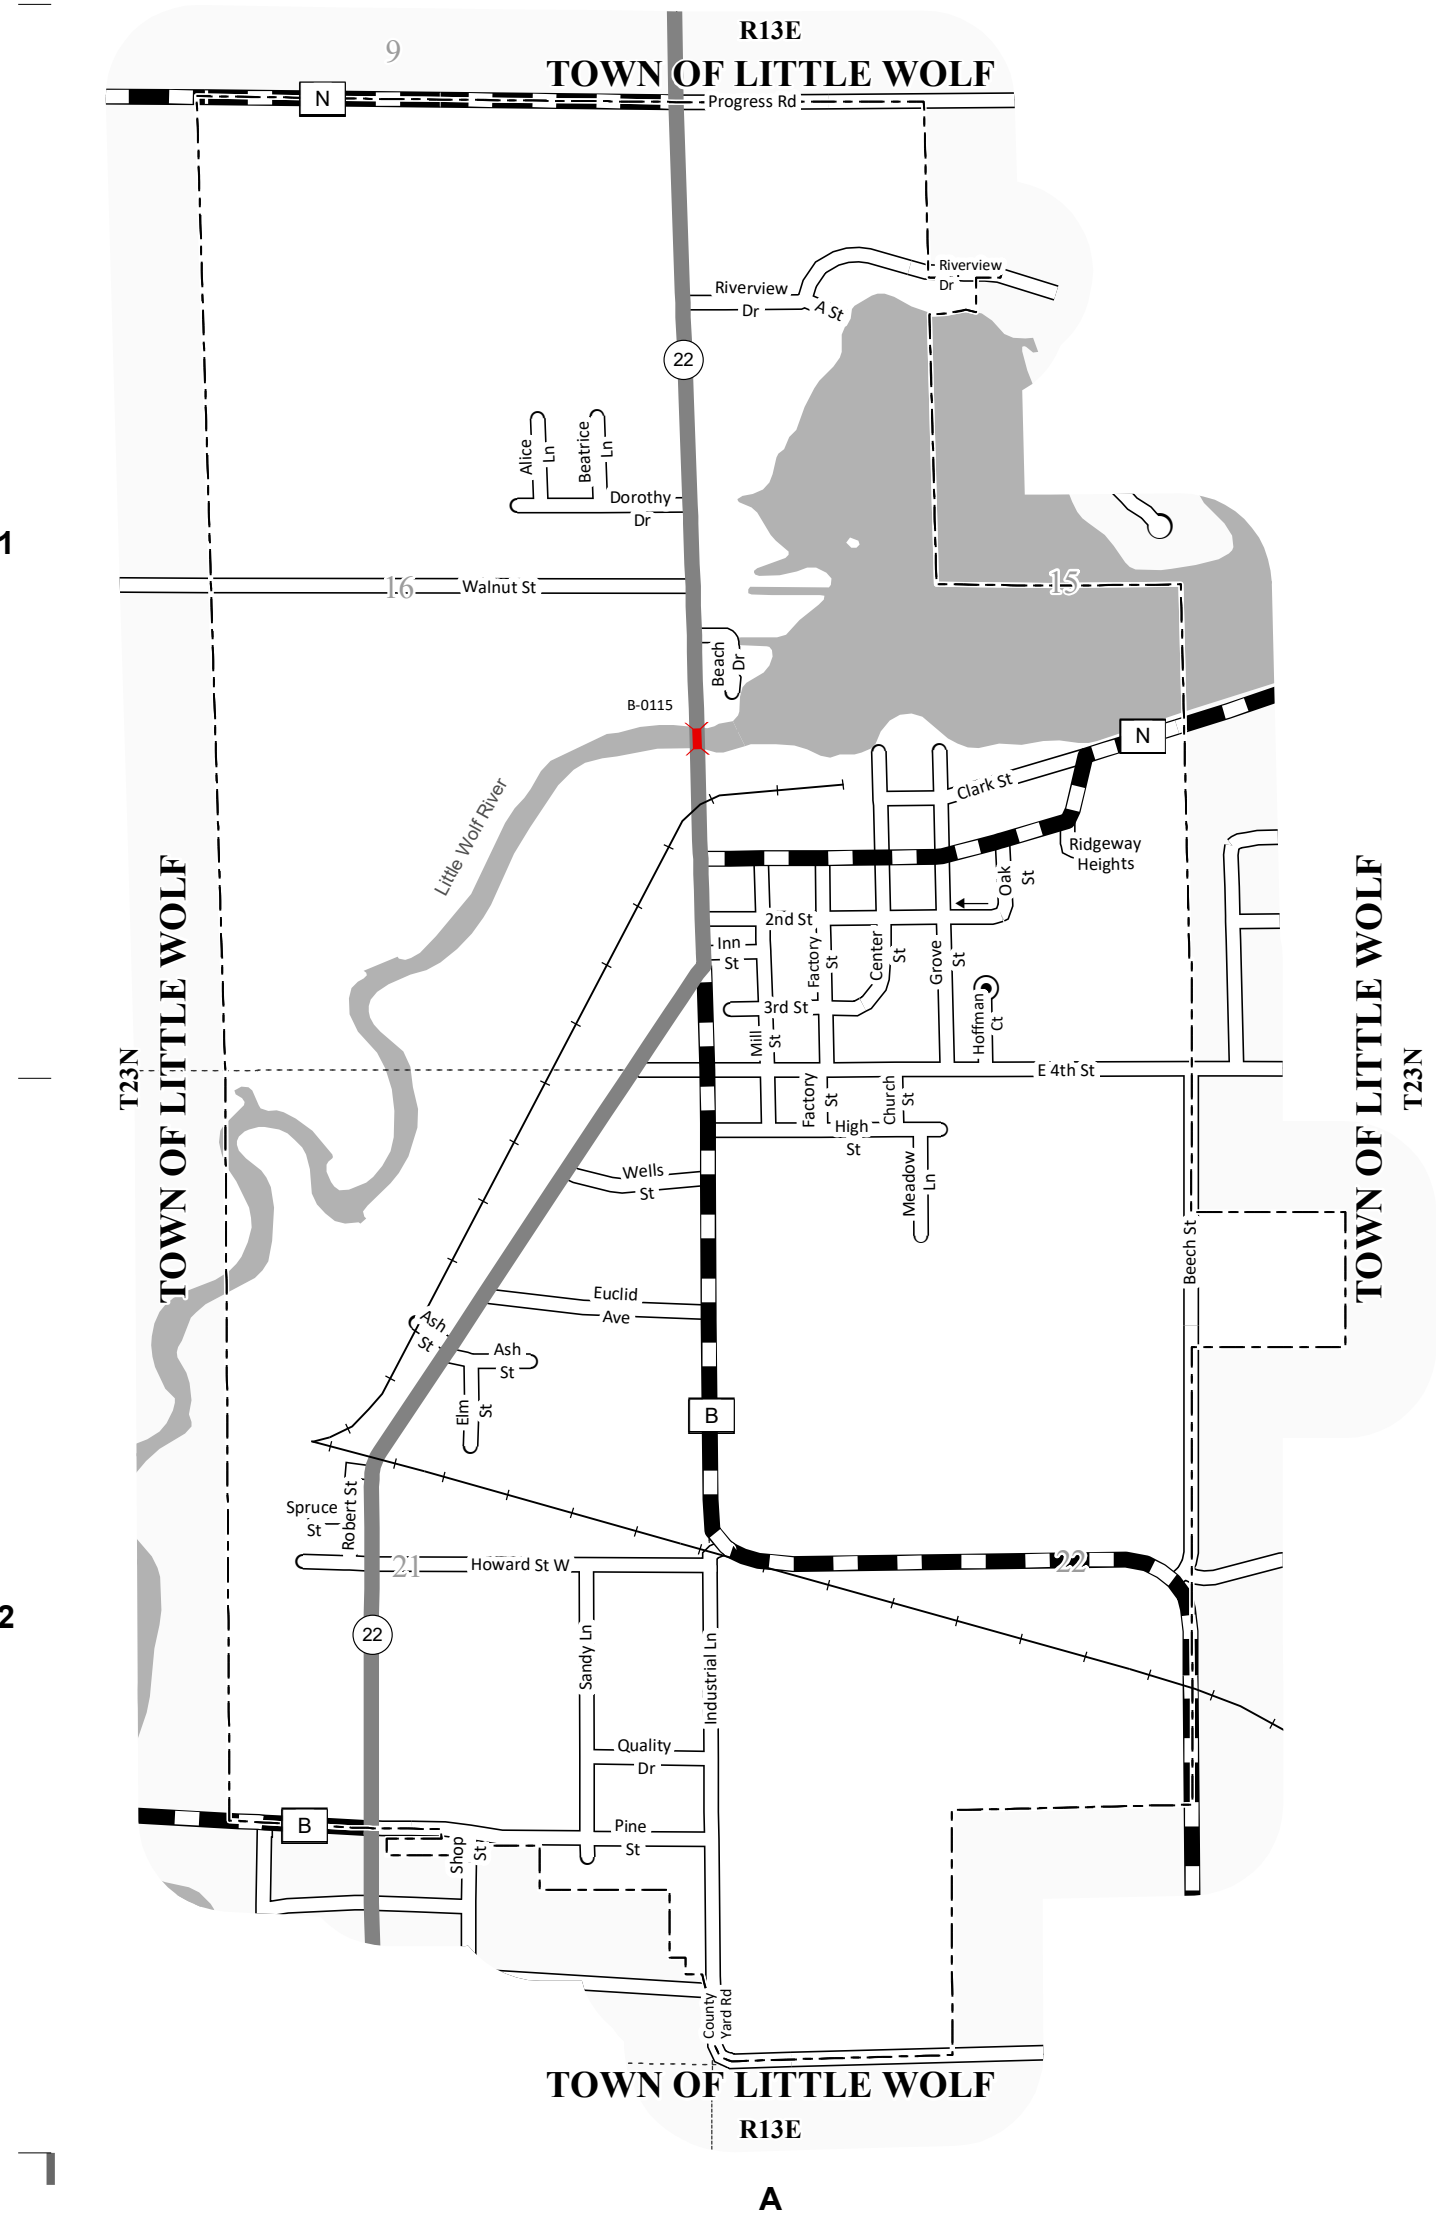 R13E
9
TOWN OF LITTLE WOLF
N
Progress Rd
Riverview
Dr
Riverview
Dr
A St
22
Alice
Ln
Beatrice
Ln
Dorothy
Dr
1
16
Walnut St
15
Beach
Dr
B-0115
N
Little Wolf River
Clark St
Ridgeway
Heights
Oak
St
2nd St
Inn
St
Factory
St
Center
St
Grove
St
3rd St
Mill
St
Hoffman
Ct
TOWN OF LITTLE WOLF
T23N
TOWN OF LITTLE WOLF
T23N
E 4th St
Factory
St
Church
St
High
St
Meadow
Ln
Wells
St
Beech St
Euclid
Ave
Ash
St
Ash
St
Elm
St
B
Robert St
Spruce
St
21
Howard St W
22
2
22
Sandy Ln
Industrial Ln
Quality
Dr
B
Pine
St
Shop
St
County
Yard Rd
TOWN OF LITTLE WOLF
R13E
A